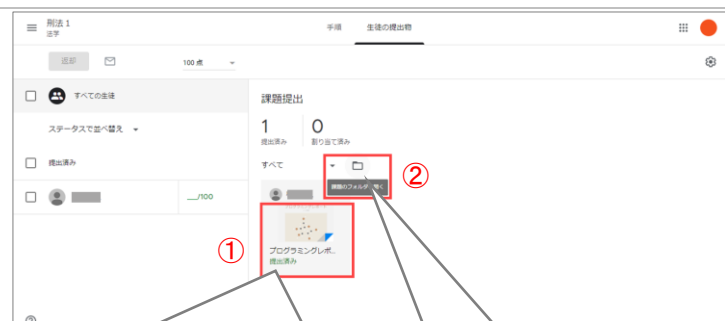 刑法 1
法学
手順
生徒の提出物
返却
100 点
すべての生徒
ステータスで並べ替え
提出済み
__/100
課題提出
1
0
提出済み
割り当て済み
すべて
②
課題のフォルダ 開く
①
プログラミングレポ...
提出済み